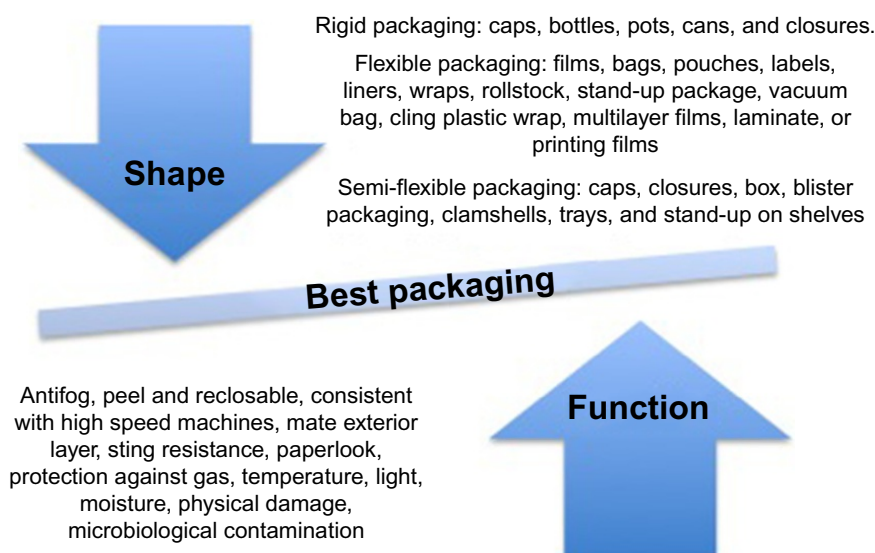 Rigid packaging: caps, bottles, pots, cans, and closures.
Flexible packaging: films, bags, pouches, labels,
liners, wraps, rollstock, stand-up package, vacuum
bag, cling plastic wrap, multilayer films, laminate, or
printing films
Shape
Semi-flexible packaging: caps, closures, box, blister
packaging, clamshells, trays, and stand-up on shelves
Best packaging
Antifog, peel and reclosable, consistent
with high speed machines, mate exterior
layer, sting resistance, paperlook,
protection against gas, temperature, light,
moisture, physical damage,
microbiological contamination
Function